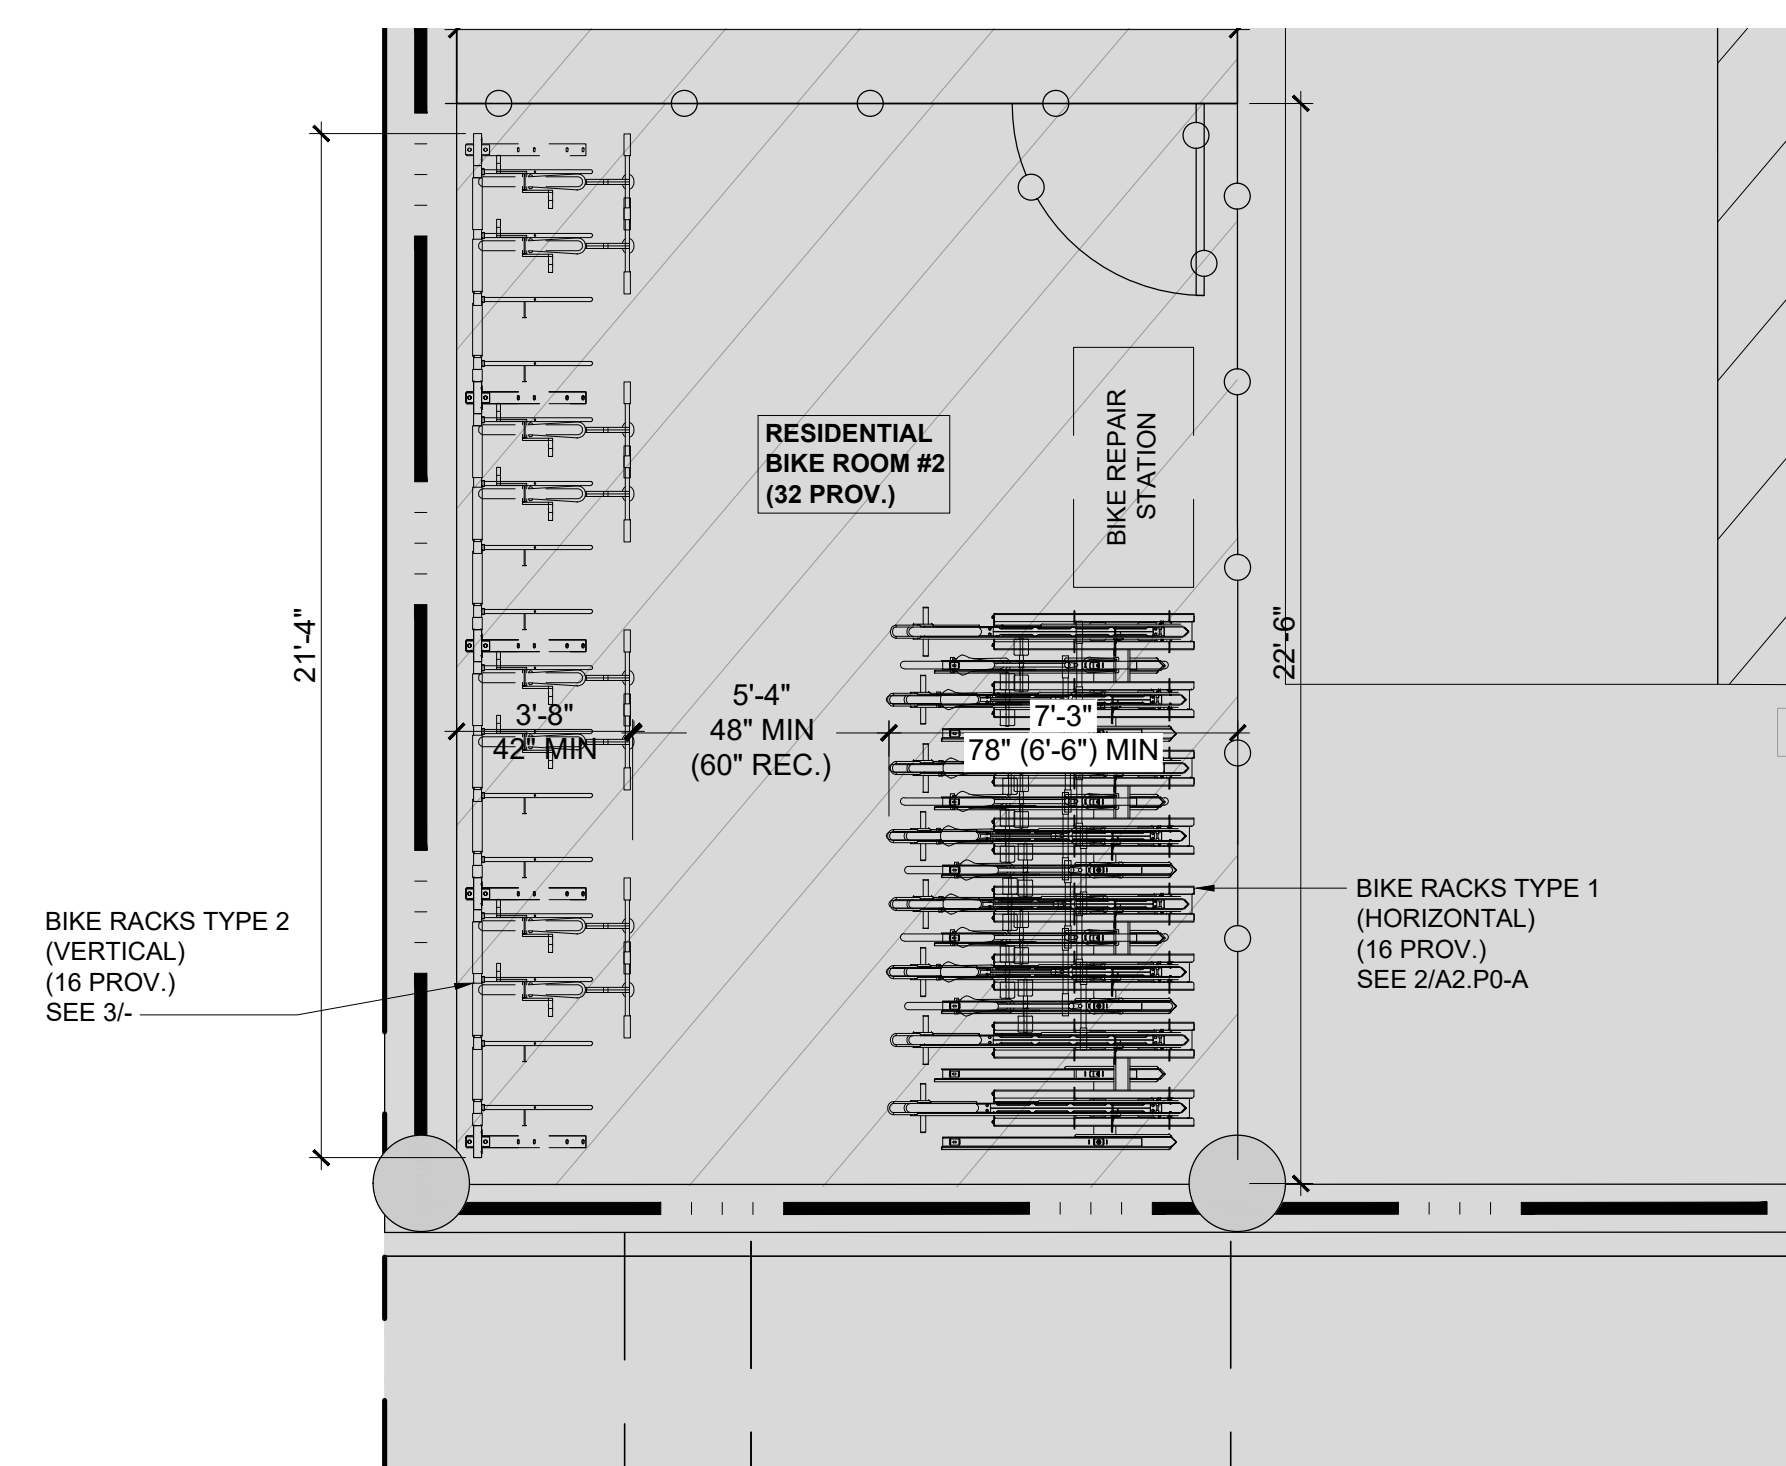 RESIDENTIAL
BIKE ROOM #2
(32 PROV.)
BIKE REPAIR
STATION
21'-4"
22'-6"
3'-8"
42" MIN
5'-4"
48" MIN
(60" REC.)
7'-3"
78" (6'-6") MIN
BIKE RACKS TYPE 2
(VERTICAL)
(16 PROV.)
SEE 3/-
BIKE RACKS TYPE 1
(HORIZONTAL)
(16 PROV.)
SEE 2/A2.P0-A